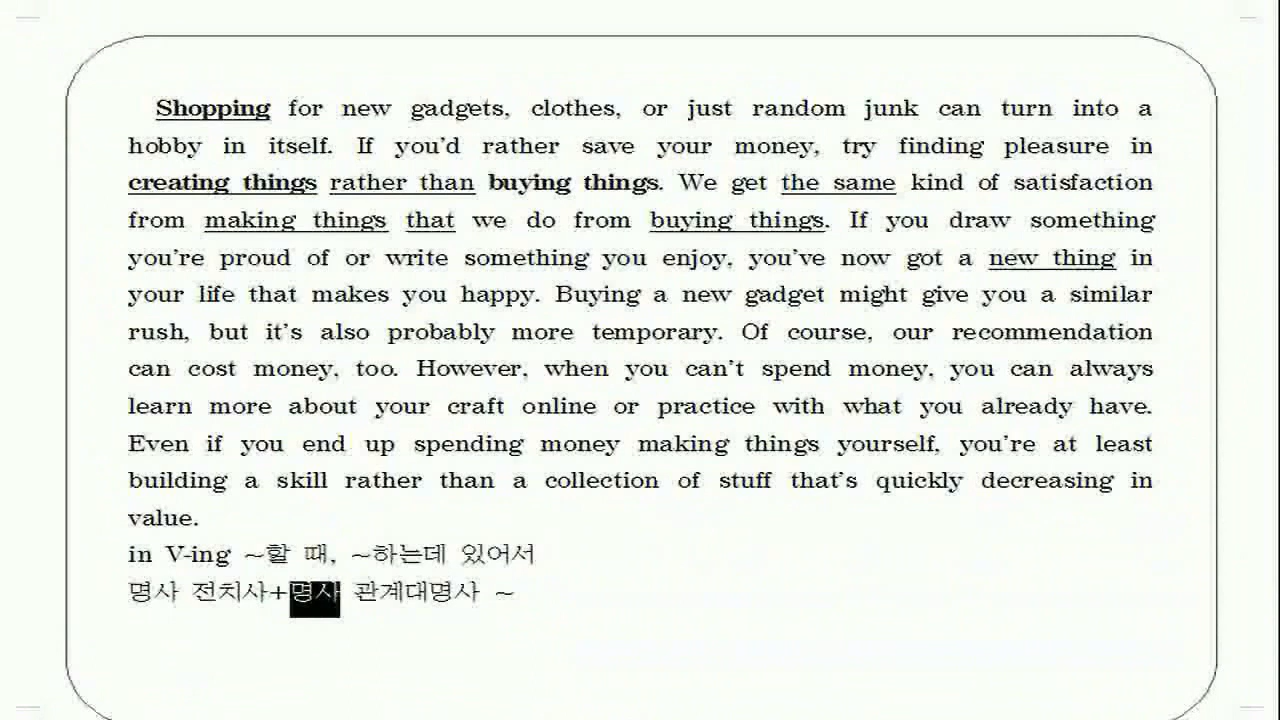 Shopping for new gadgets, clothes, or just random junk can turn into a
hobby in itself. If you'd rather save your money, try finding pleasure in
creating things rather than buying things. We get the same kind of satisfaction
from making things that we do from buying things. If you draw something
you're proud of or write something you enjoy, you've now got a new thing in
your life that makes you happy. Buying a new gadget might give you a similar
rush, but it's also probably more temporary. Of course, our recommendation
can cost money, too. However, when you can't spend money, you can always
learn more about your craft online or practice with what you already have.
Even if you end up spending money making things yourself, you're at least
building a skill rather than a collection of stuff that's quickly decreasing in
value.
in V-ing ~할 때, ~하는데 있어서
명사 전치사+명사 관계대명사 ~